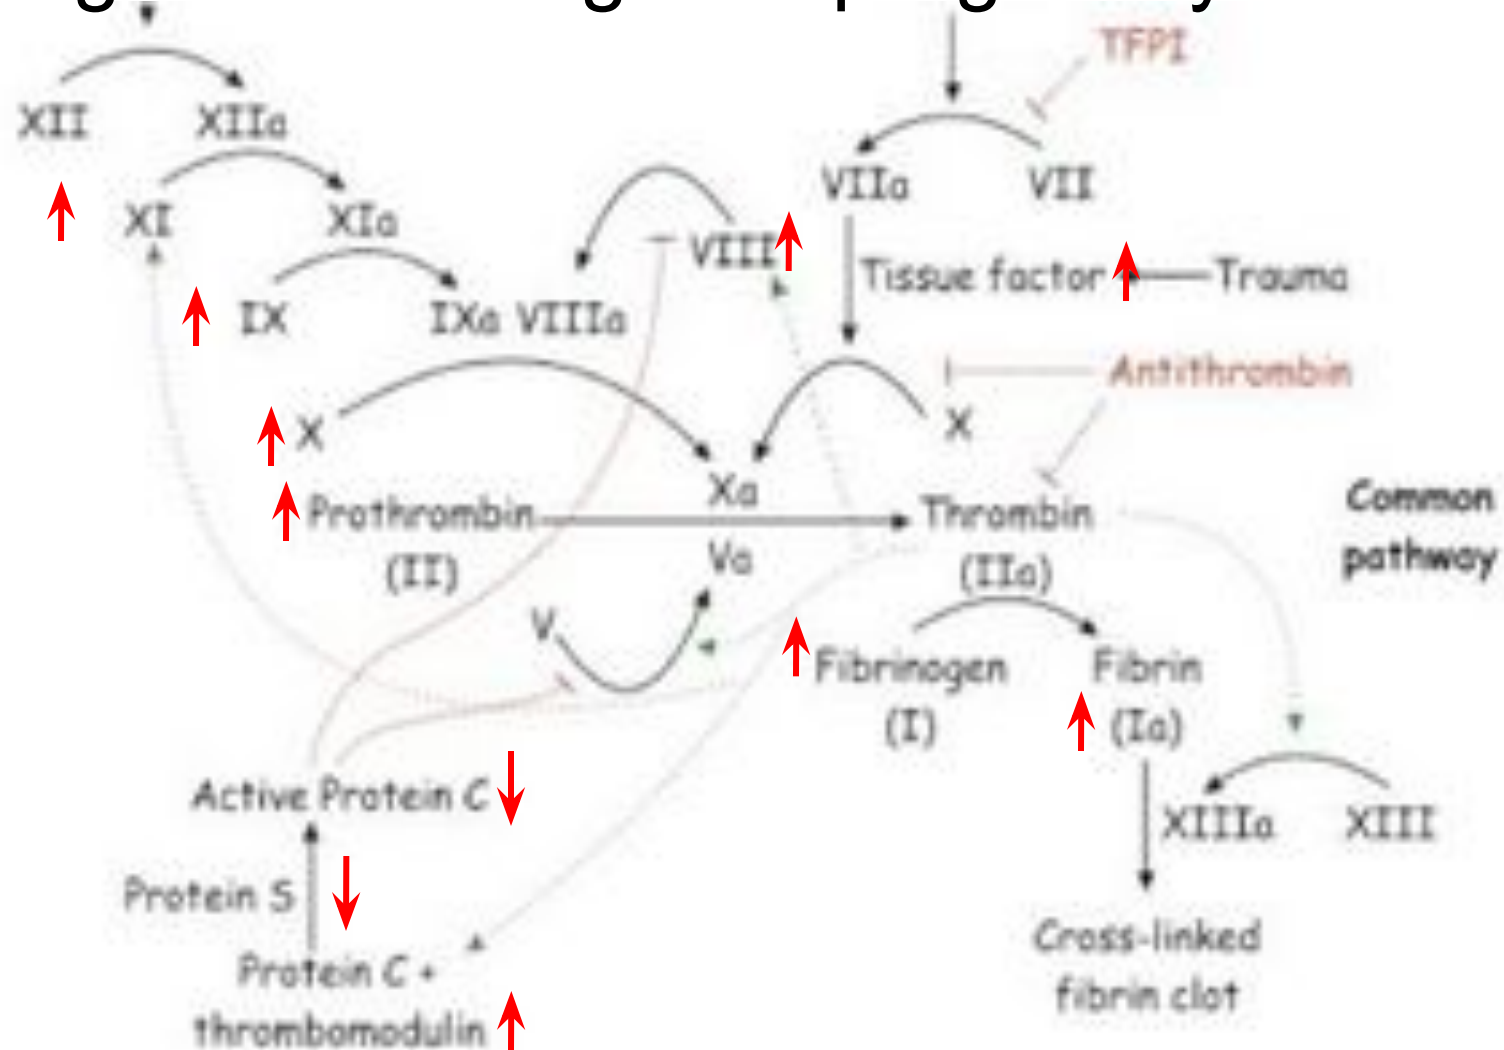 TFPI
XII
XIIa
VIIa
VII
XI
XIa
VIII
Tissue factor
Trauma
IX
IXa VIIIa
Antithrombin
X
X
Xa
Prothrombin
(II)
Thrombin
(IIa)
Common
pathway
Va
V
Fibrinogen
(I)
Fibrin
(Ia)
Active Protein C
XIIIa
XIII
Protein S
Cross-linked
fibrin clot
Protein C +
thrombomodulin